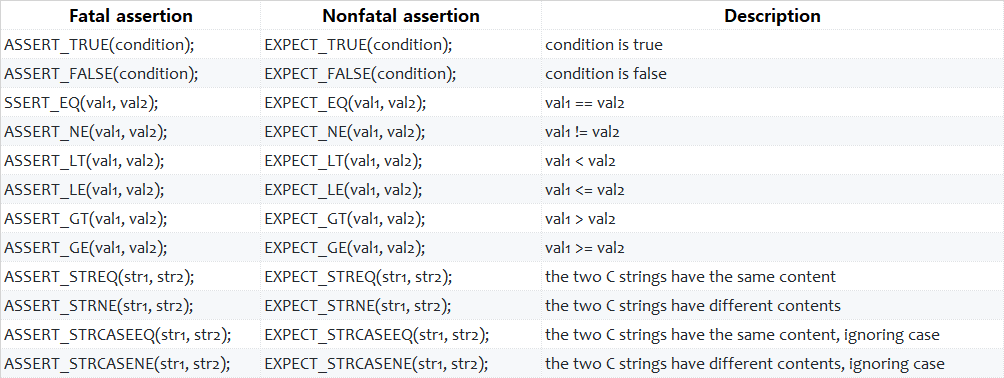 Fatal assertion Nonfatal assertion Description
ASSERT_TRUE(condition); EXPECT_TRUE(condition); condition is true
ASSERT_FALSE(condition); EXPECT_FALSE(condition); condition is false
SSERT_EQ(val1, val2); EXPECT_EQ(val1, val2); val1 == val2
ASSERT_NE(val1, val2); EXPECT_NE(val1, val2); val1 != val2
ASSERT_LT(val1, val2); EXPECT_LT(val1, val2); val1 < val2
ASSERT_LE(val1, val2); EXPECT_LE(val1, val2); val1 <= val2
ASSERT_GT(val1, val2); EXPECT_GT(val1, val2); val1 > val2
ASSERT_GE(val1, val2); EXPECT_GE(val1, val2); val1 >= val2
ASSERT_STREQ(str1, str2); EXPECT_STREQ(str1, str2); the two C strings have the same content
ASSERT_STRNE(str1, str2); EXPECT_STRNE(str1, str2); the two C strings have different contents
ASSERT_STRCASEEQ(str1, str2); EXPECT_STRCASEEQ(str1, str2); the two C strings have the same content, ignoring case
ASSERT_STRCASENE(str1, str2); EXPECT_STRCASENE(str1, str2); the two C strings have different contents, ignoring case